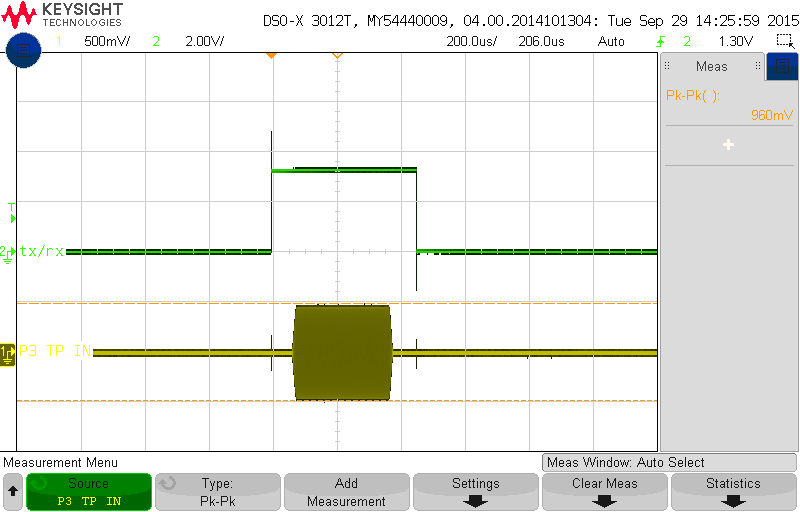 KEYSIGHT
TECHNOLOGIES
DSO-X 3012T, MY54440009, 04.00.2014101304: Tue Sep 29 14:25:59 2015
1 500mV/ 2 2.00V/ 200.0us/ 206.0us Auto 2 1.30V
Meas
Pk-Pk( ):
960mV
T
2 tx/rx
1 P3 TP IN
Measurement Menu
Meas Window: Auto Select
Source
P3 TP IN
Type:
Pk-Pk
Add
Measurement
Settings
Clear Meas
Statistics